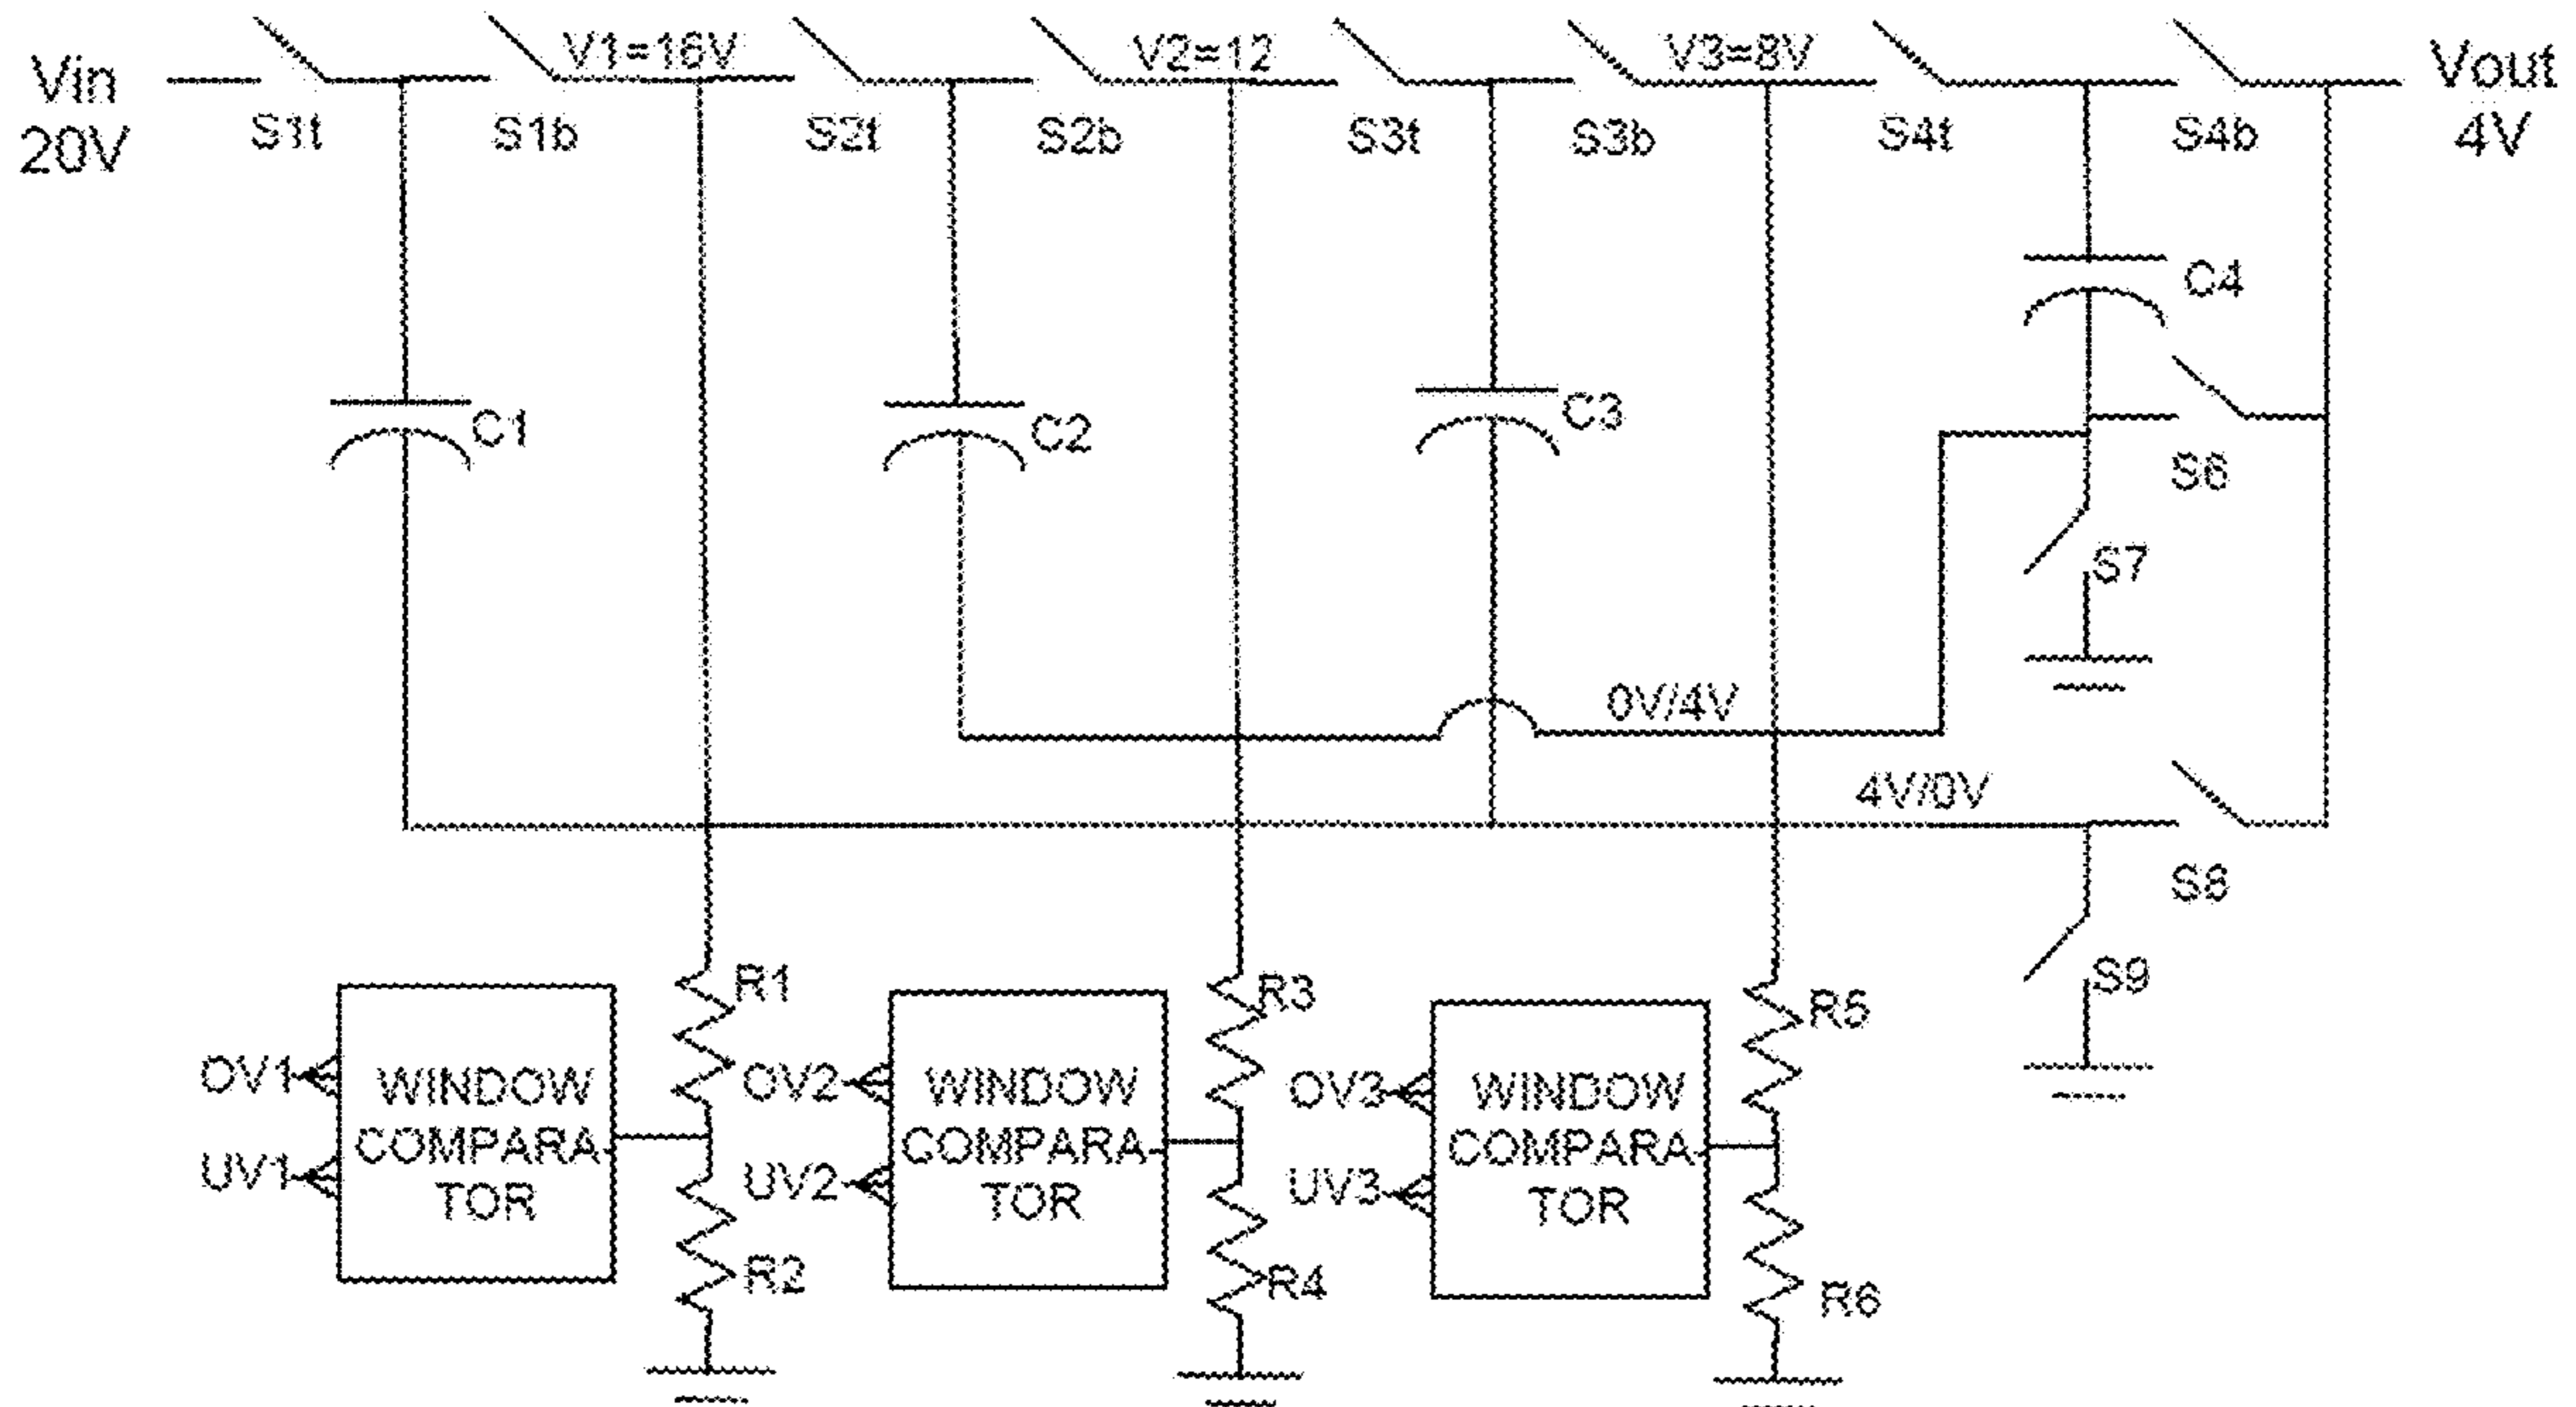 Vin
20V
V1=16V
V2=12
V3=8V
Vout
4V
S1t
S1b
S2t
S2b
S3t
S3b
S4t
S4b
C1
C2
C3
C4
S6
S7
0V/4V
4V/0V
S8
S9
R1
R3
R5
OV1
UV1
WINDOW
COMPARA
TOR
OV2
UV2
WINDOW
COMPARA
TOR
OV3
UV3
WINDOW
COMPARA
TOR
R2
R4
R6